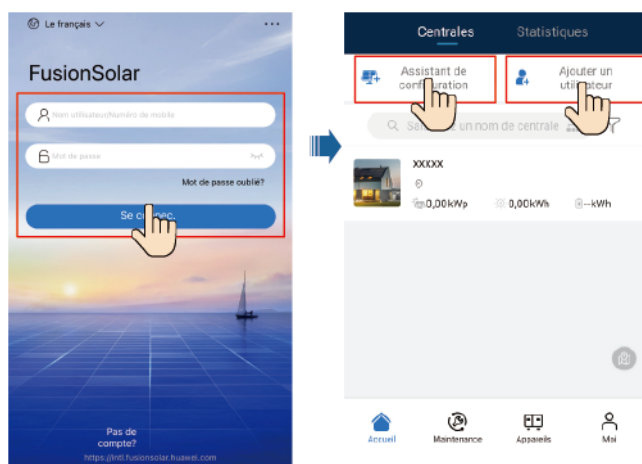 Le français
FusionSolar
Nom utilisateur/Numéro de mobile
Mot de passe
Mot de passe oublié?
Se connec.
Pas de
compte?
https://intl.fusionsolar.huawei.com
Centrales Statistiques
Assistant de
configuration
Ajouter un
utilisateur
un nom de centrale
XXXXX
0,00kWp 0,00kWh --kWh
Accueil Maintenance Appareils Moi